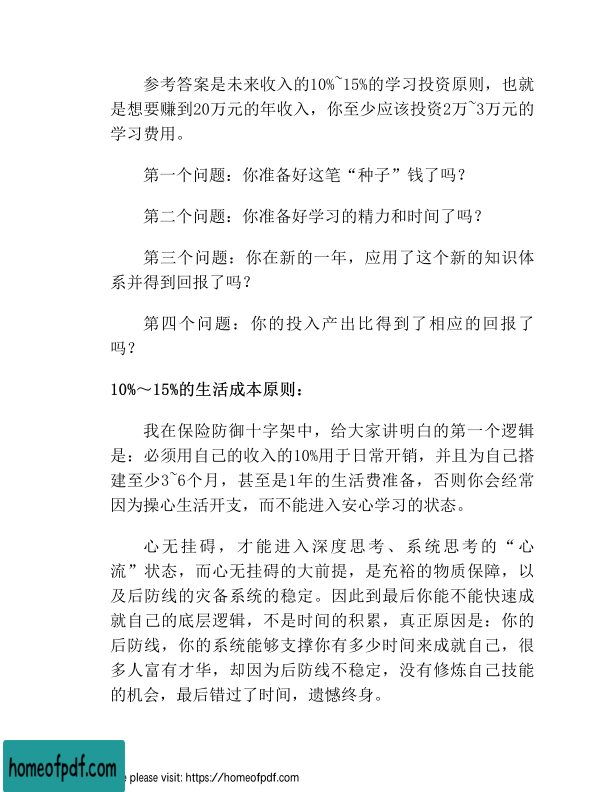 参考答案是未来收入的10%~15%的学习投资原则，也就
是想要赚到20万元的年收入，你至少应该投资2万~3万元的
学习费用。
第一个问题：你准备好这笔“种子”钱了吗？
第二个问题：你准备好学习的精力和时间了吗？
第三个问题：你在新的一年，应用了这个新的知识体
系并得到回报了吗？
第四个问题：你的投入产出比得到了相应的回报了
吗？
10%～15%的生活成本原则：
我在保险防御十字架中，给大家讲明白的第一个逻辑
是：必须用自己的收入的10%用于日常开销，并且为自己搭
建至少3~6个月，甚至是1年的生活费准备，否则你会经常
因为操心生活开支，而不能进入安心学习的状态。
心无挂碍，才能进入深度思考、系统思考的“心
流”状态，而心无挂碍的大前提，是充裕的物质保障，以
及后防线的灾备系统的稳定。因此到最后你能不能快速成
就自己的底层逻辑，不是时间的积累，真正原因是：你的
后防线，你的系统能够支撑你有多少时间来成就自己，很
多人富有才华，却因为后防线不稳定，没有修炼自己技能
的机会，最后错过了时间，遗憾终身。
homeofpdf.com
please visit: https://homeofpdf.com